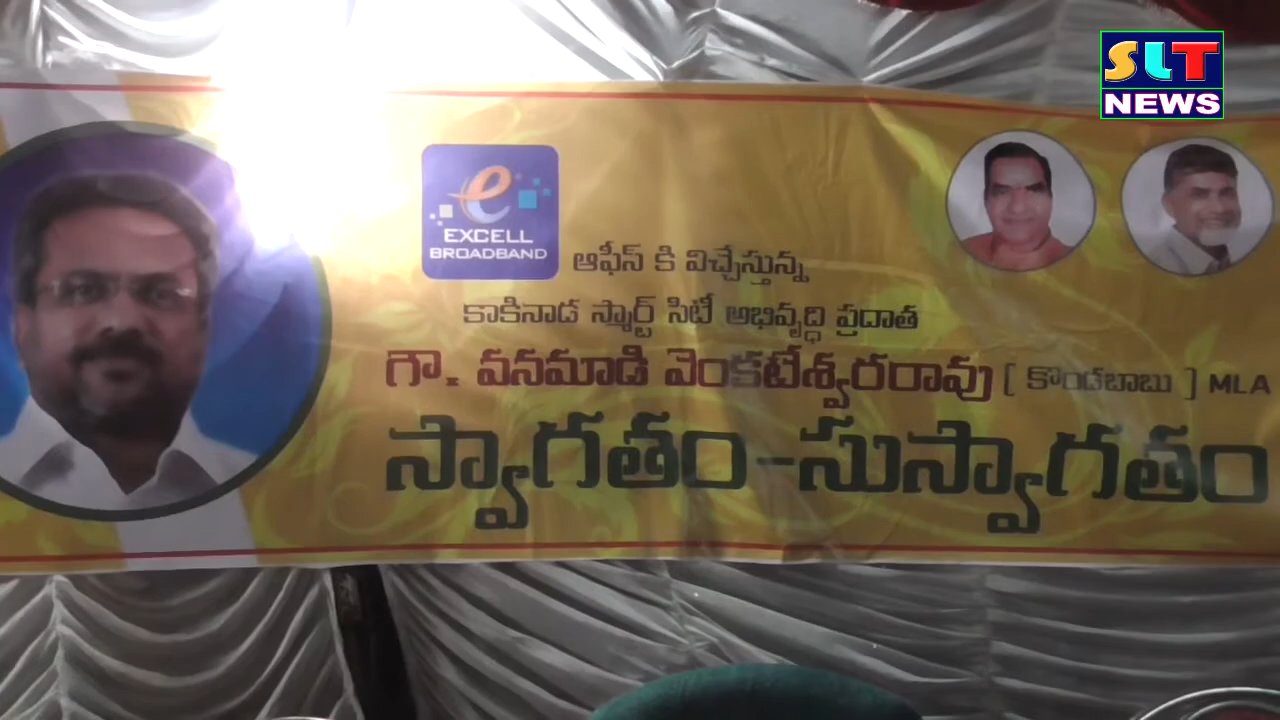 SLT
NEWS
e
EXCELL
BROADBAND
ఆఫీస్ కి విచ్చేస్తున్న
కాకినాడ స్మార్ట్ సిటీ అభివృద్ధి ప్రదాత
గౌ. వనమాడి వెంకటేశ్వరరావు [ కొండబాబు ] MLA
స్వాగతం-సుస్వాగతం